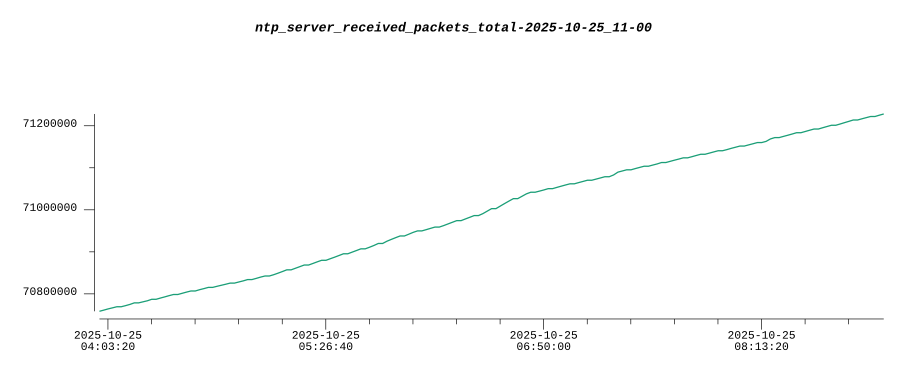 ntp_server_received_packets_total-2025-10-25_11-00
71200000
71000000
70800000
2025-10-25 2025-10-25 2025-10-25 2025-10-25
04:03:20 05:26:40 06:50:00 08:13:20